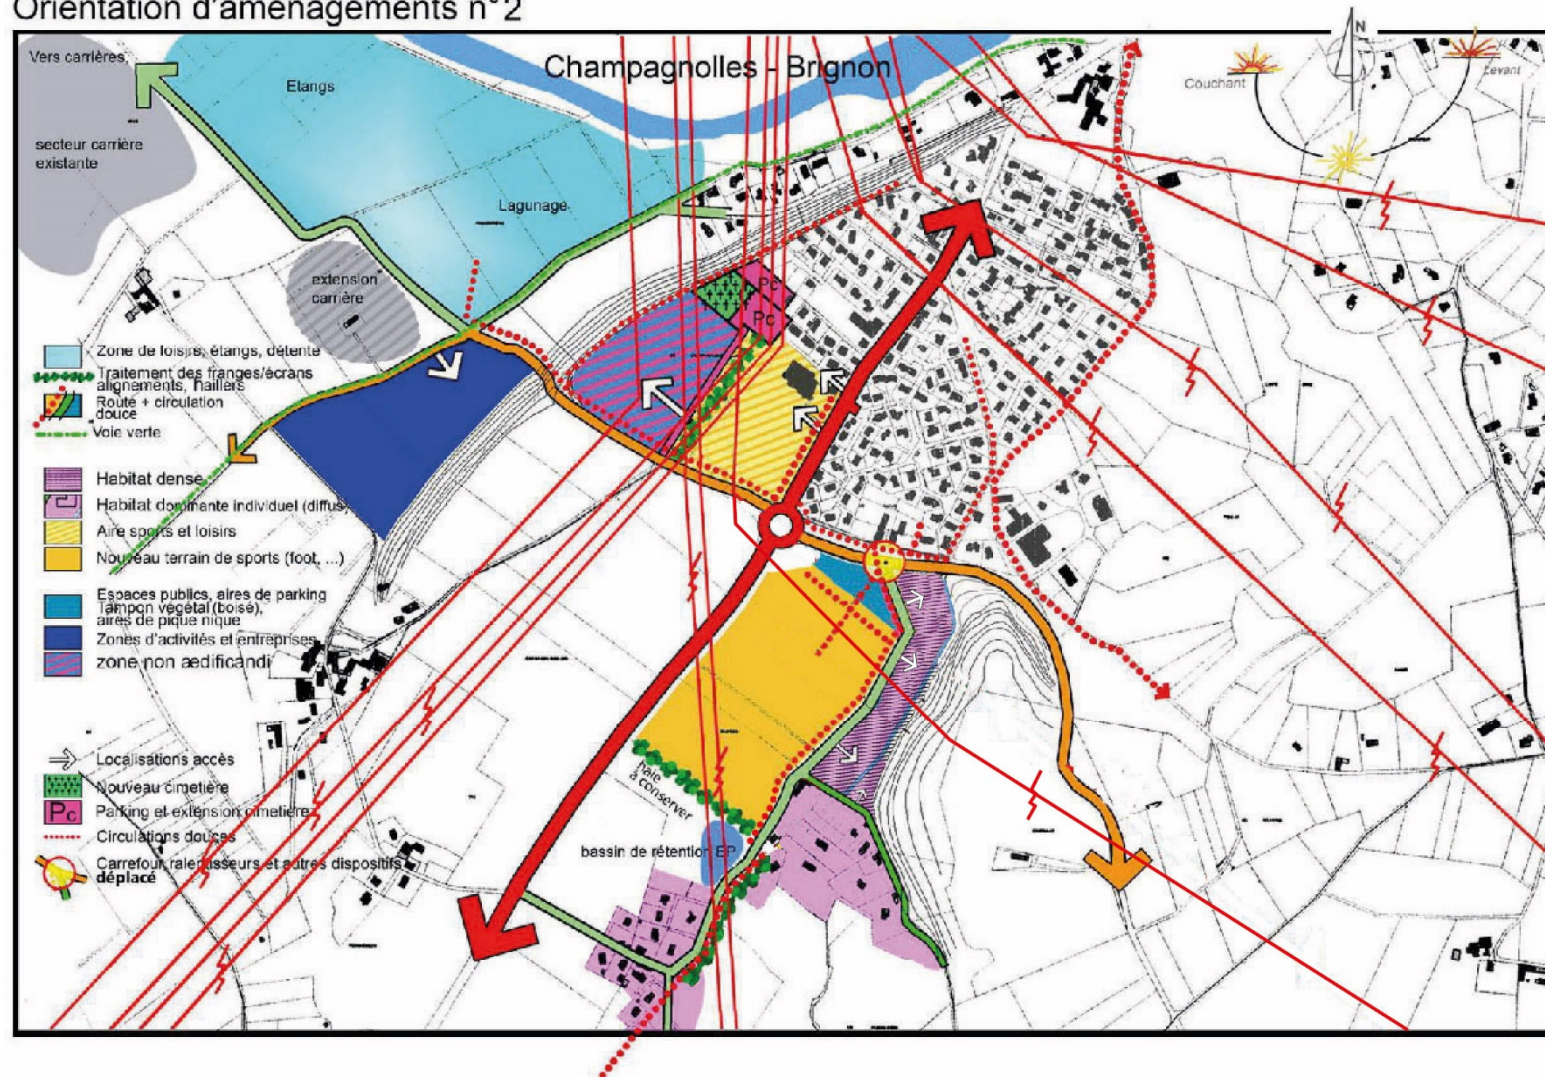 Orientation d'aménagements n°2
Vers carrières
Etangs
Champagnolles - Brignon
N
Couchant
Levant
secteur carrière
existante
Lagunage
extension
carrière
Pc
Pc
Zone de loisirs, étangs, détente
Traitement des franges/écrans
alignements, halliers
Route + circulation
douce
Voie verte
Habitat dense
Habitat dominante individuel (diffus)
Aire sports et loisirs
Nouveau terrain de sports (foot, ...)
Espaces publics, aires de parking
Tampon végétal (boisé),
aires de pique nique
Zones d'activités et entreprises
zone non ædificandi
Localisations accès
Nouveau cimetière
Pc Parking et extension cimetière
Circulations douces
Carrefour, ralentisseurs et autres dispositifs
déplacé
haie
à conserver
bassin de rétention EP